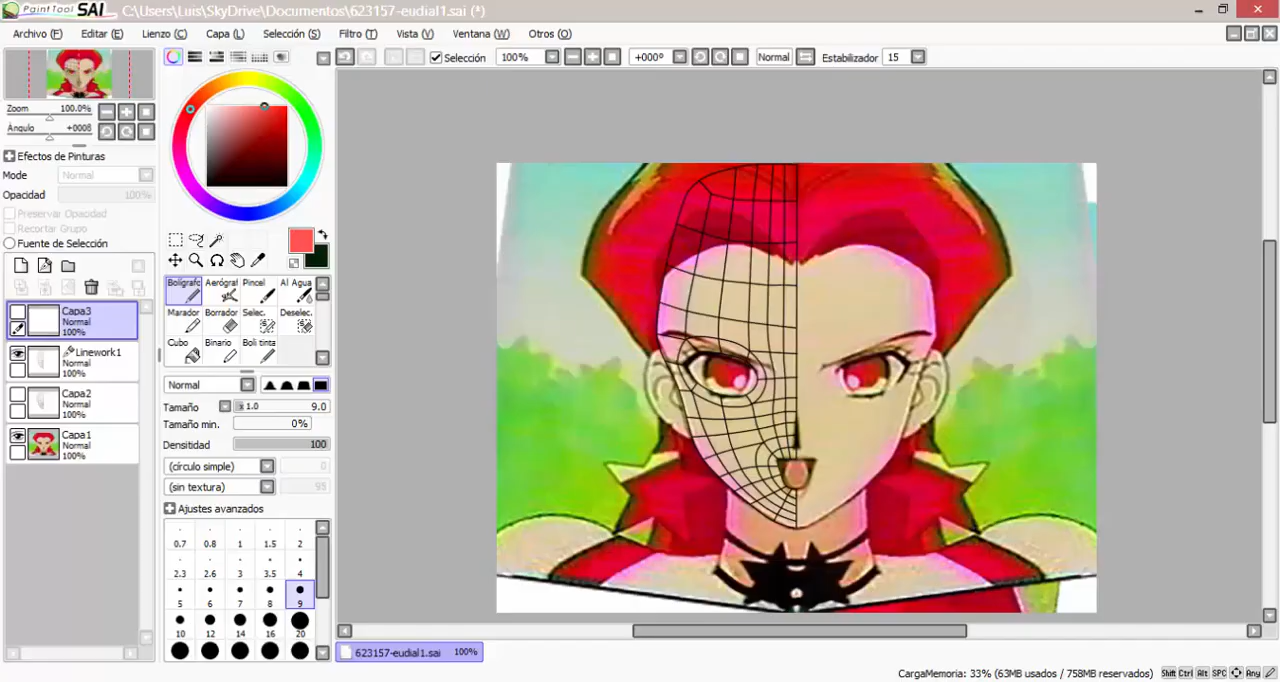 PaintTool SAI C:\Users\Luis\SkyDrive\Documentos\623157-eudial1.sai (*)
Archivo (F) Editar (E) Lienzo (C) Capa (L) Selección (S) Filtro (T) Vista (V) Ventana (W) Otros (O)
Selección 100% +000° Normal Estabilizador 15
Zoom 100.0%
Ángulo +000ß
Efectos de Pinturas
Modo Normal
Opacidad 100%
Preservar Opacidad
Recortar Grupo
Fuente de Selección
Capa3
Normal
100%
Linework1
Normal
100%
Capa2
Normal
100%
Capa1
Normal
100%
Bolígrafo Aerógraf Pincel Al Agua
Marador Borrador Selec. Deselec.
Cubo Binario Boli tinta
Normal
Tamaño x 1.0 9.0
Tamaño min. 0%
Densitidad 100
(círculo simple) 0
(sin textura) 95
Ajustes avanzados
0.7 0.8 1 1.5 2
2.3 2.6 3 3.5 4
5 6 7 8 9
10 12 14 16 20
623157-eudial1.sai 100%
CargaMemoria: 33% (63MB usados / 758MB reservados) Shift Ctrl Alt SPC Any